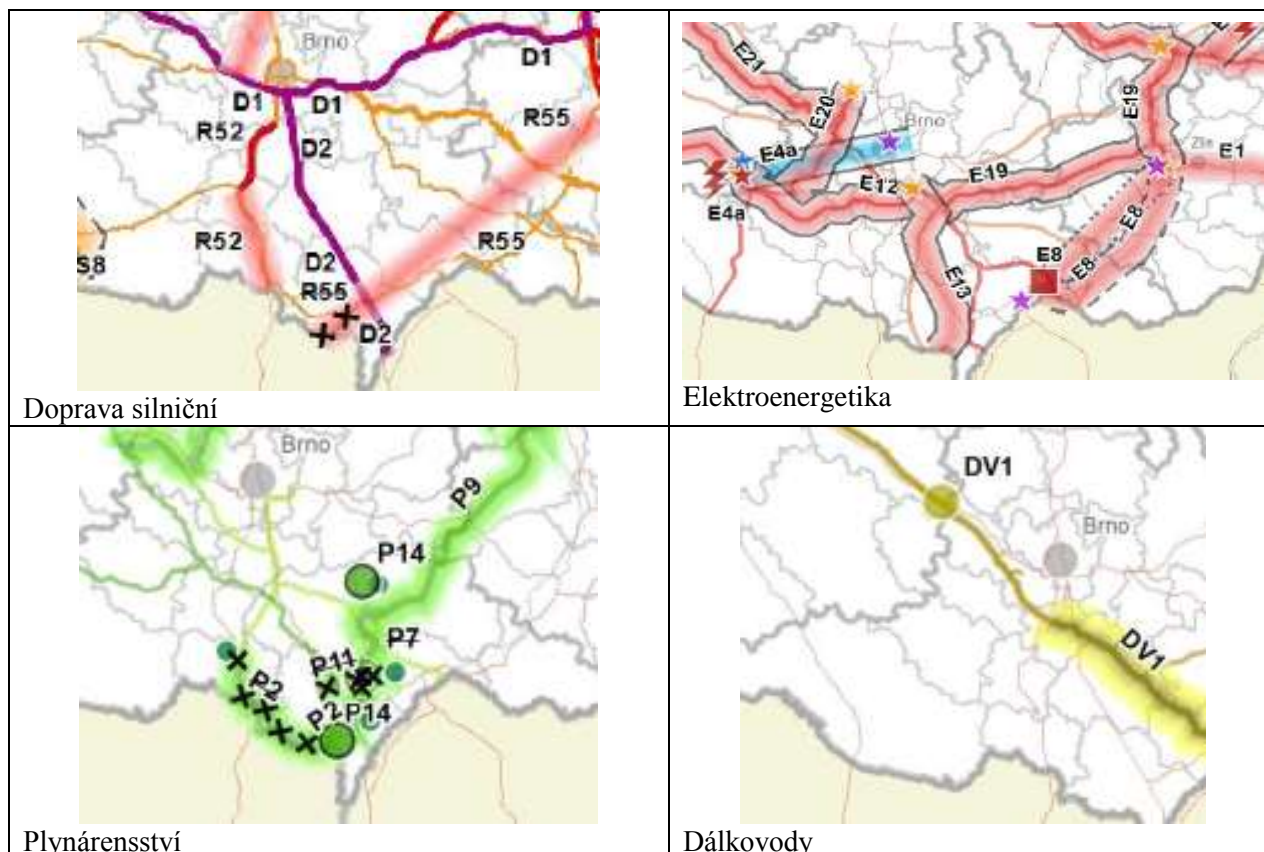 Brno
D1
D1
D1
R52
D2
R55
R52
R55
S8
D2
R55
D2
Doprava silniční
E21
E20
E19
Brno
E4a
Zlín
E1
E12
E19
E4a
E8
E8
E8
E13
Elektroenergetika
Brno
P9
P14
P7
P11
P2
P2
P14
Plynárensství
DV1
Brno
DV1
Dálkovody